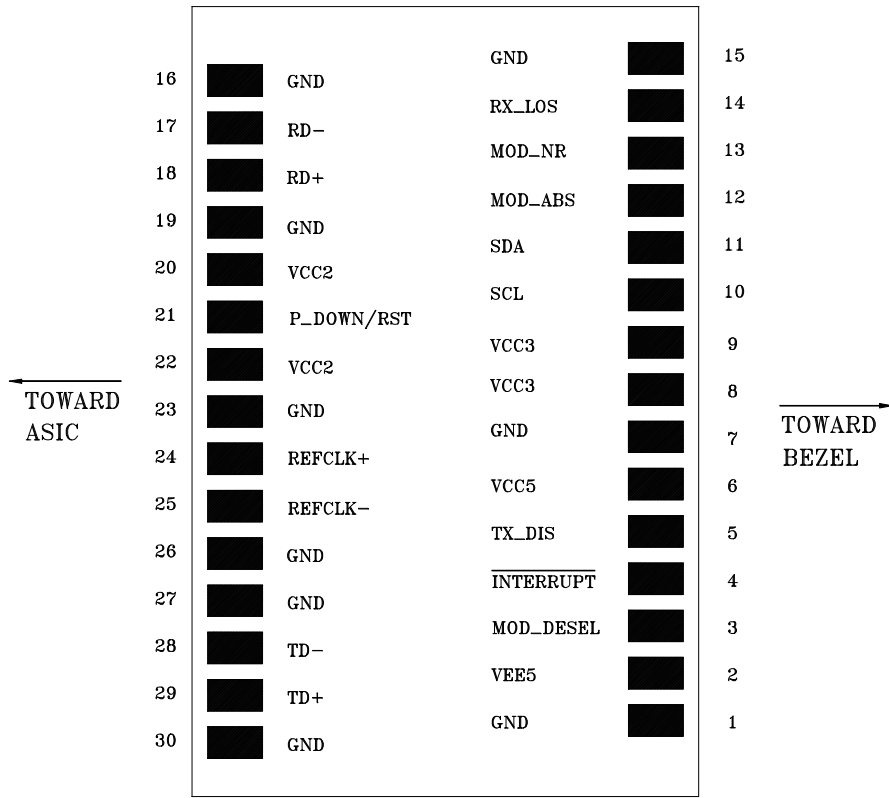 GND 15
16 GND
RX_LOS 14
17 RD-
MOD_NR 13
18 RD+
MOD_ABS 12
19 GND
SDA 11
20 VCC2
SCL 10
21 P_DOWN/RST
VCC3 9
22 VCC2
VCC3 8
TOWARD
ASIC
23 GND
GND 7
TOWARD
BEZEL
24 REFCLK+
VCC5 6
25 REFCLK-
TX_DIS 5
26 GND
INTERRUPT 4
27 GND
MOD_DESEL 3
28 TD-
VEE5 2
29 TD+
GND 1
30 GND